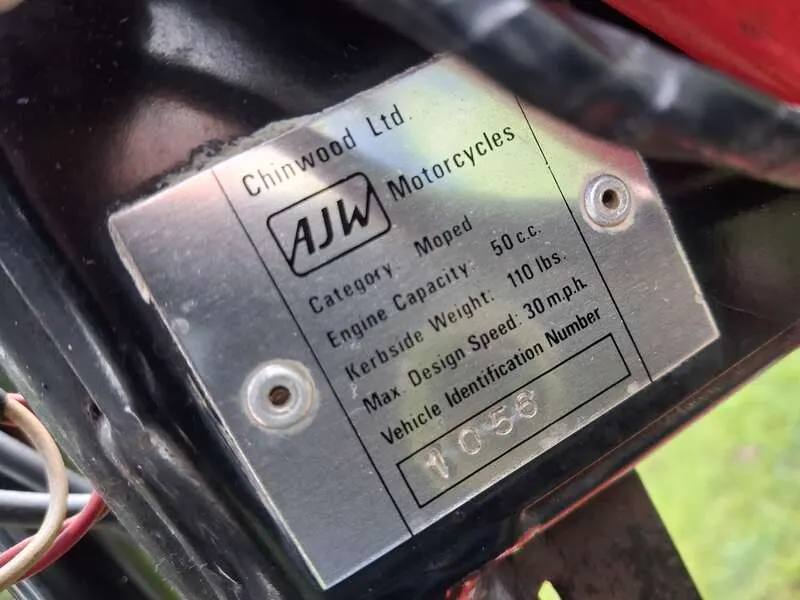 Chinwood Ltd.
AJW Motorcycles
Category: Moped
Engine Capacity: 50 c.c.
Kerbside Weight: 110 lbs.
Max. Design Speed: 30 m.p.h.
Vehicle Identification Number
1056